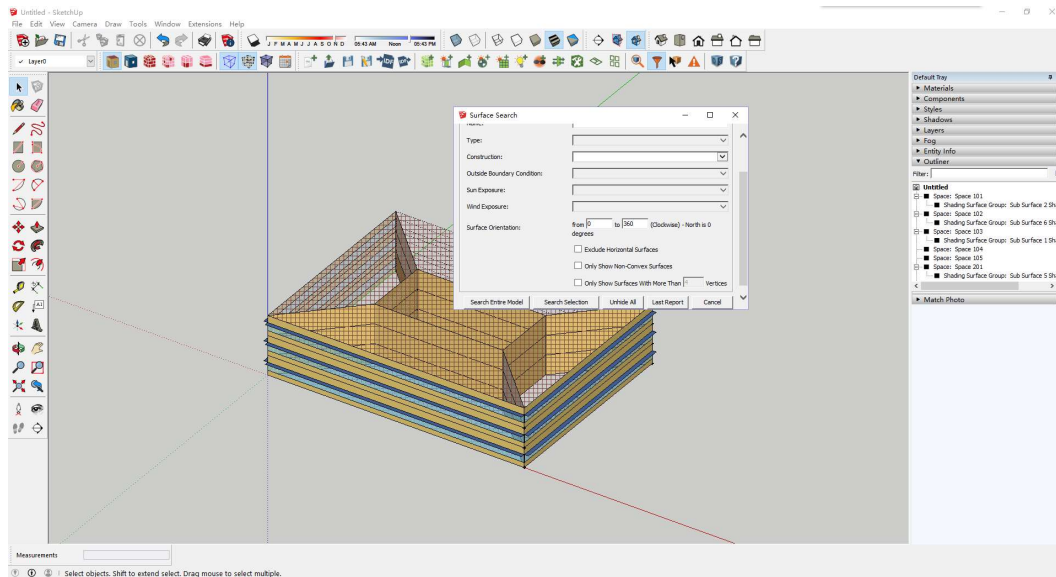 Untitled - SketchUp
File Edit View Camera Draw Tools Window Extensions Help
J F M A M J J A S O N D 05:43 AM Noon 05:43 PM
Layer0
Default Tray
Materials
Components
Styles
Shadows
Layers
Fog
Entity Info
Outliner
Filter:
Untitled
Space: Space 101
Shading Surface Group: Sub Surface 2 Sh
Space: Space 102
Shading Surface Group: Sub Surface 6 Sh
Space: Space 103
Shading Surface Group: Sub Surface 1 Sh
Space: Space 104
Space: Space 105
Space: Space 201
Shading Surface Group: Sub Surface 5 Sh
Match Photo
Surface Search
Type:
Construction:
Outside Boundary Condition:
Sun Exposure:
Wind Exposure:
Surface Orientation:
from 0 to 360 (Clockwise) - North is 0
degrees
Exclude Horizontal Surfaces
Only Show Non-Convex Surfaces
Only Show Surfaces With More Than Vertices
Search Entire Model Search Selection Unhide All Last Report Cancel
Measurements
Select objects. Shift to extend select. Drag mouse to select multiple.